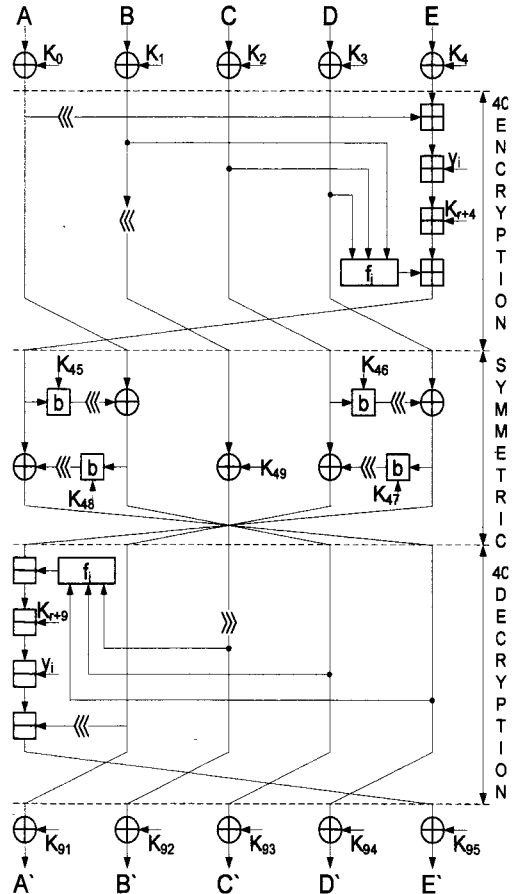 A B C D E
K0 K1 K2 K3 K4
<<<
yi
<<<
Kr+4
fi
40 ENCRYPTION
K45 K46
b <<< b <<<
<<< b K49 <<< b
K48 K47
SYMMETRIC
fi
Kr+9
>>>
yi
<<<
40 DECRYPTION
K91 K92 K93 K94 K95
A` B` C` D` E`